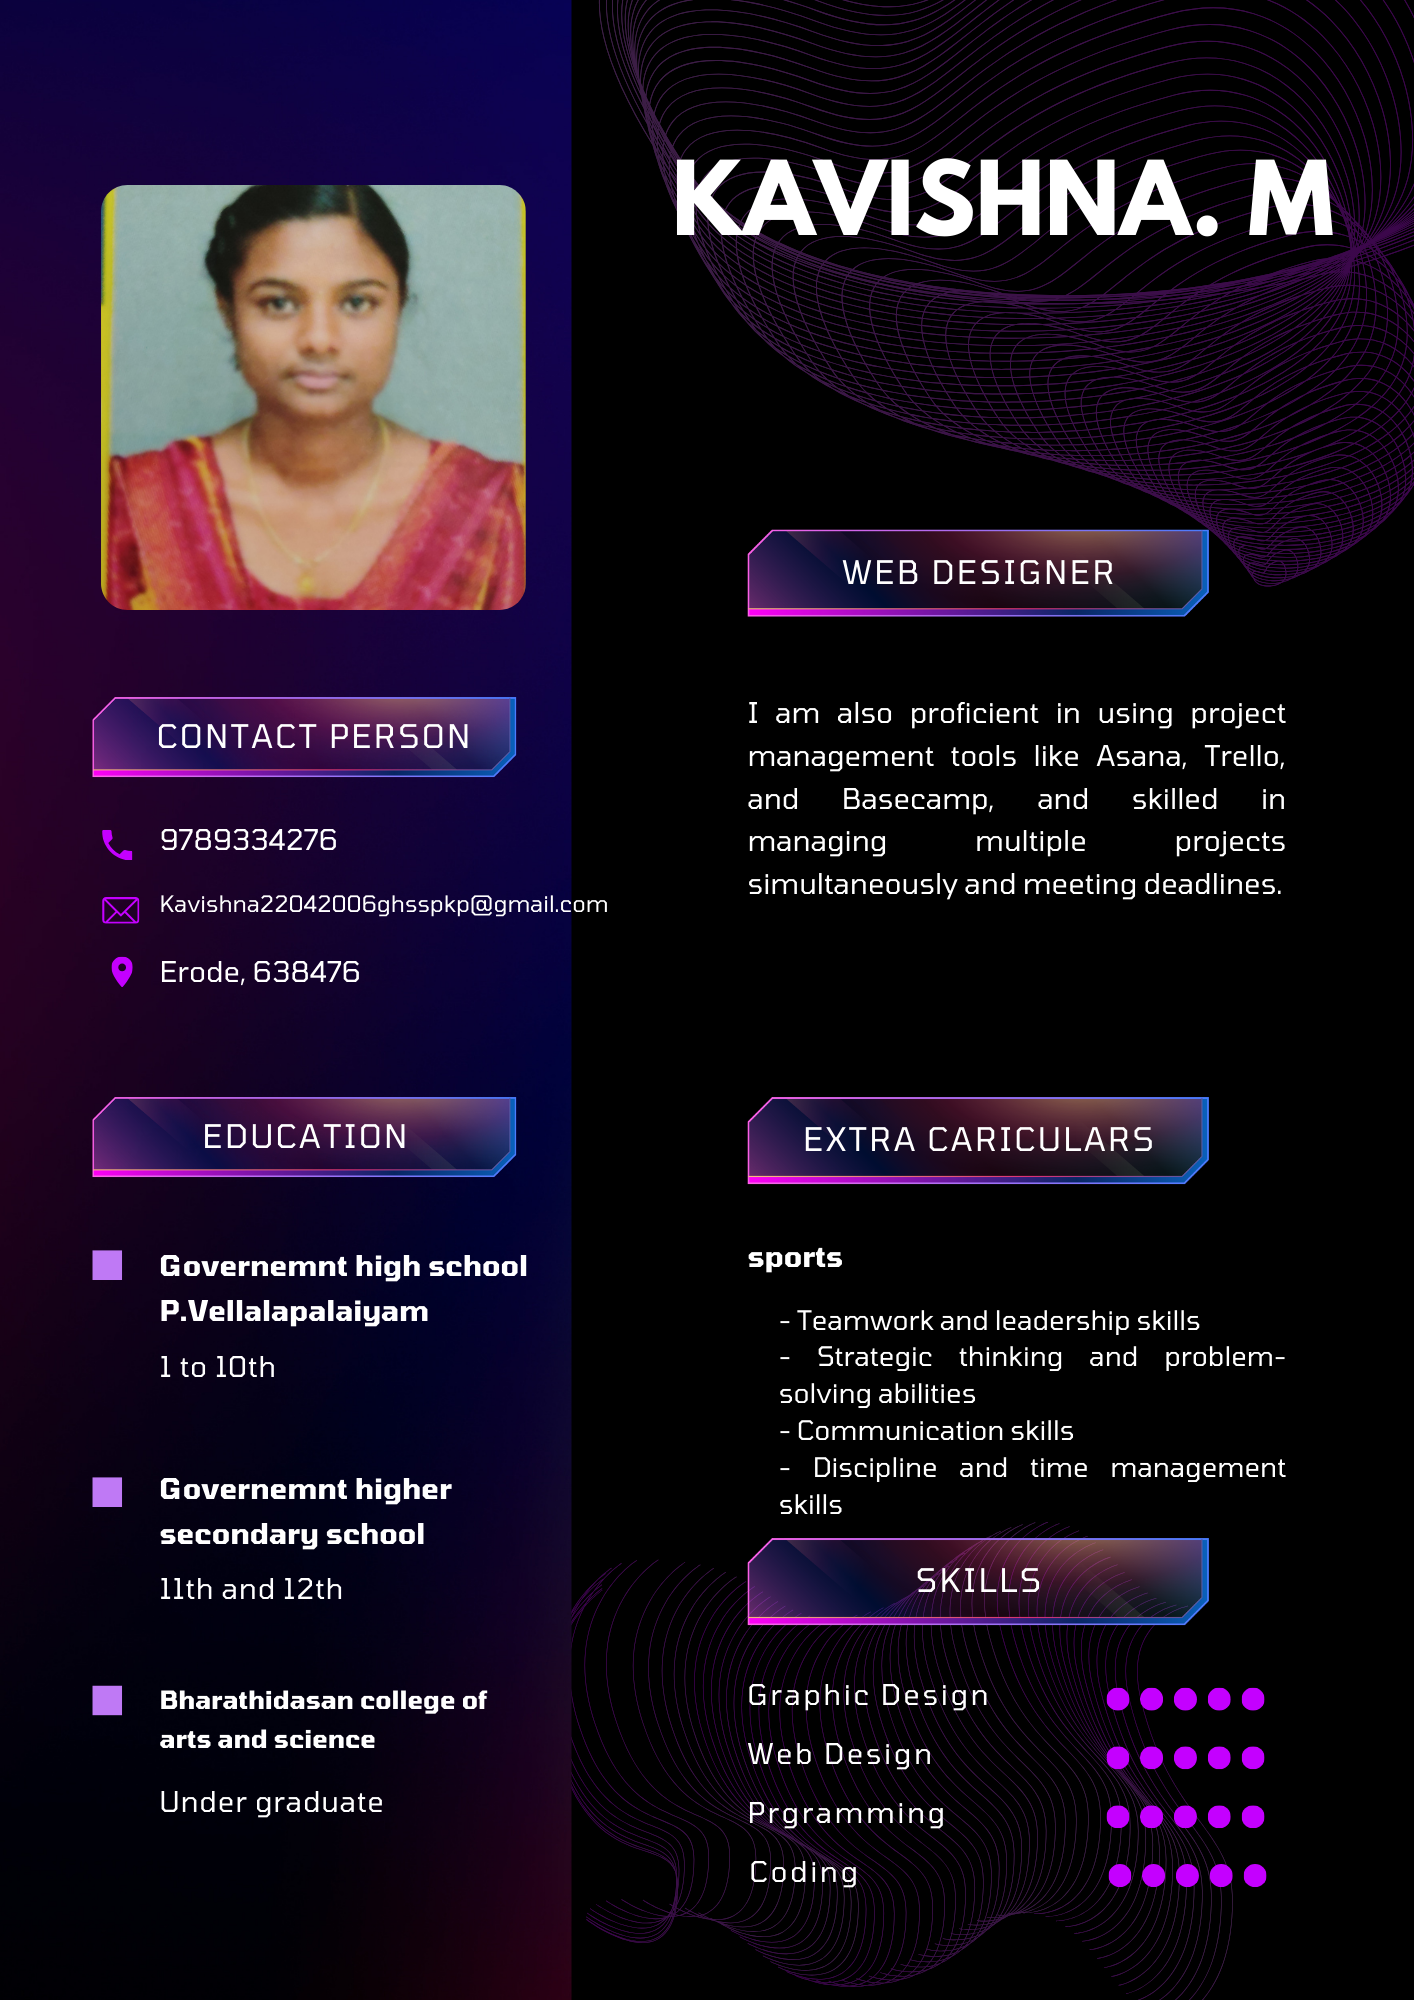 KAVISHNA. M
WEB DESIGNER
I am also proficient in using project
management tools like Asana, Trello,
and Basecamp, and skilled in
managing multiple projects
simultaneously and meeting deadlines.
CONTACT PERSON
9789334276
Kavishna22042006ghsspkp@gmail.com
Erode, 638476
EDUCATION
Governemnt high school
P.Vellalapalaiyam
1 to 10th
Governemnt higher
secondary school
11th and 12th
Bharathidasan college of
arts and science
Under graduate
EXTRA CARICULARS
sports
- Teamwork and leadership skills
- Strategic thinking and problem-
solving abilities
- Communication skills
- Discipline and time management
skills
SKILLS
Graphic Design
Web Design
Prgramming
Coding